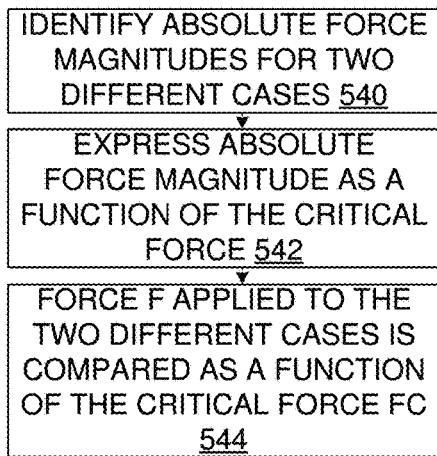 IDENTIFY ABSOLUTE FORCE
MAGNITUDES FOR TWO
DIFFERENT CASES 540
EXPRESS ABSOLUTE
FORCE MAGNITUDE AS A
FUNCTION OF THE CRITICAL
FORCE 542
FORCE F APPLIED TO THE
TWO DIFFERENT CASES IS
COMPARED AS A FUNCTION
OF THE CRITICAL FORCE FC
544